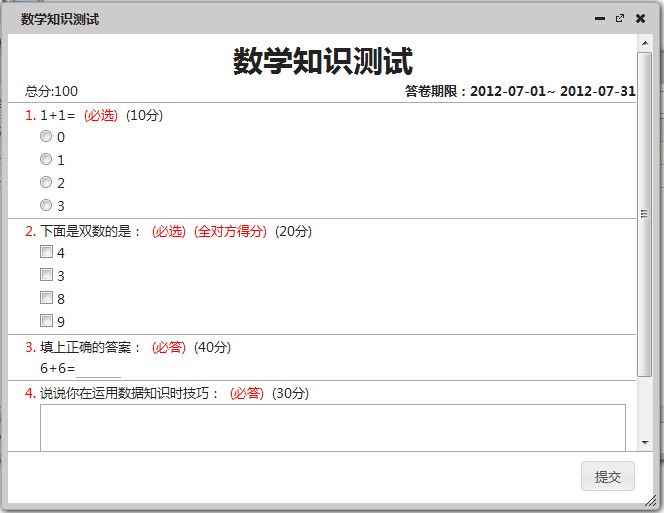 数学知识测试
数学知识测试
总分:100 答卷期限：2012-07-01~ 2012-07-31
1. 1+1= (必选) (10分)
0
1
2
3
2. 下面是双数的是： (必选) (全对方得分) (20分)
4
3
8
9
3. 填上正确的答案： (必答) (40分)
6+6=
4. 说说你在运用数据知识时技巧： (必答) (30分)
提交